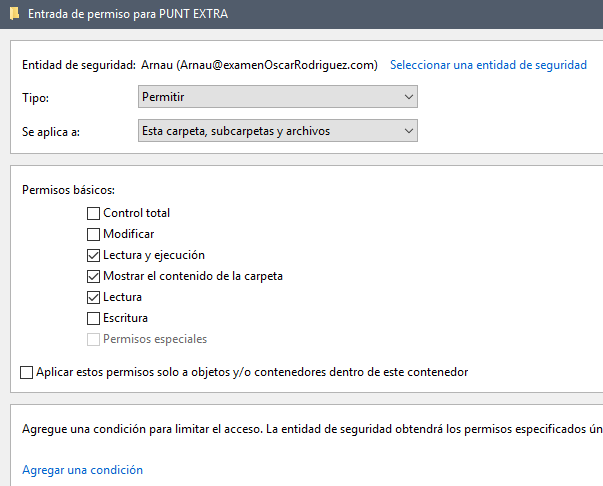 Entrada de permiso para PUNT EXTRA
Entidad de seguridad: Arnau (Arnau@examenOscarRodriguez.com) Seleccionar una entidad de seguridad
Tipo: Permitir
Se aplica a: Esta carpeta, subcarpetas y archivos
Permisos básicos:
Control total
Modificar
Lectura y ejecución
Mostrar el contenido de la carpeta
Lectura
Escritura
Permisos especiales
Aplicar estos permisos solo a objetos y/o contenedores dentro de este contenedor
Agregue una condición para limitar el acceso. La entidad de seguridad obtendrá los permisos especificados ún
Agregar una condición